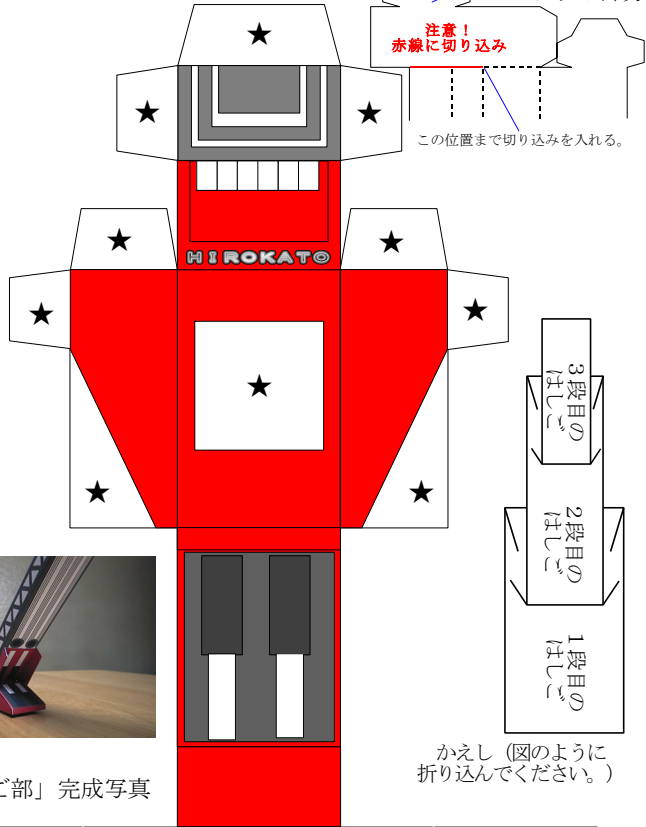 注意！
赤線に切り込み
この位置まで切り込みを入れる。
HIROKATO
3段目の
はしご
2段目の
はしご
1段目の
はしご
かえし（図のように
折り込んでください。）
ご部」完成写真